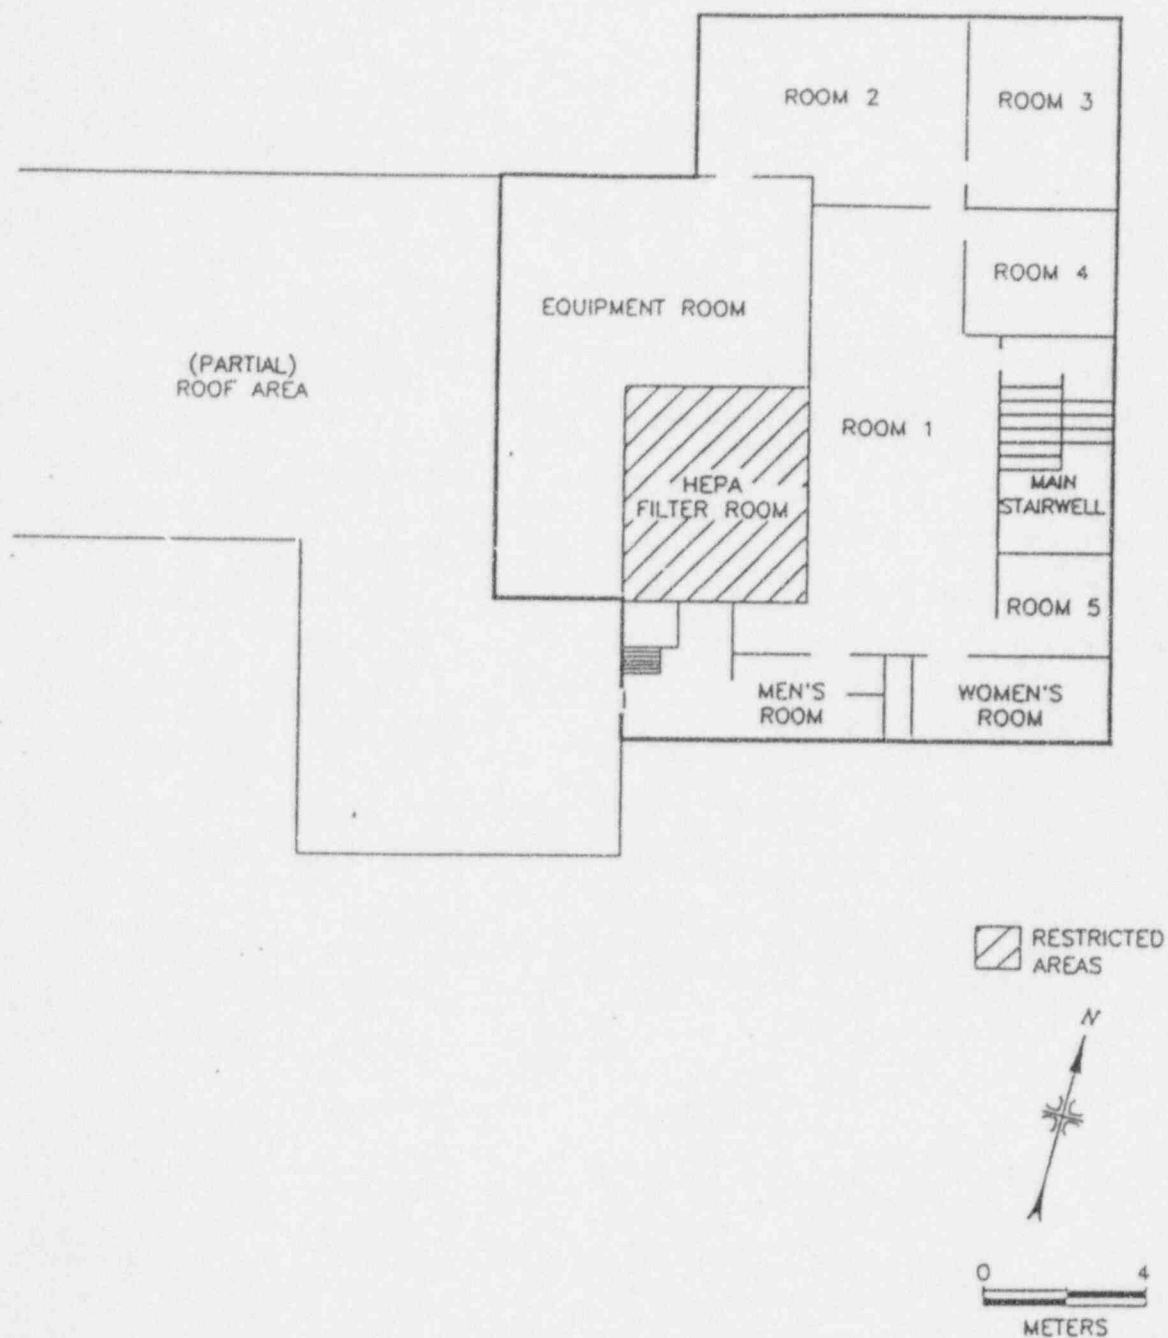 ROOM 2
ROOM 3
ROOM 4
EQUIPMENT ROOM
(PARTIAL)
ROOF AREA
ROOM 1
HEPA
FILTER ROOM
MAIN
STAIRWELL
ROOM 5
MEN'S
ROOM
WOMEN'S
ROOM
RESTRICTED
AREAS
N
0 4
METERS